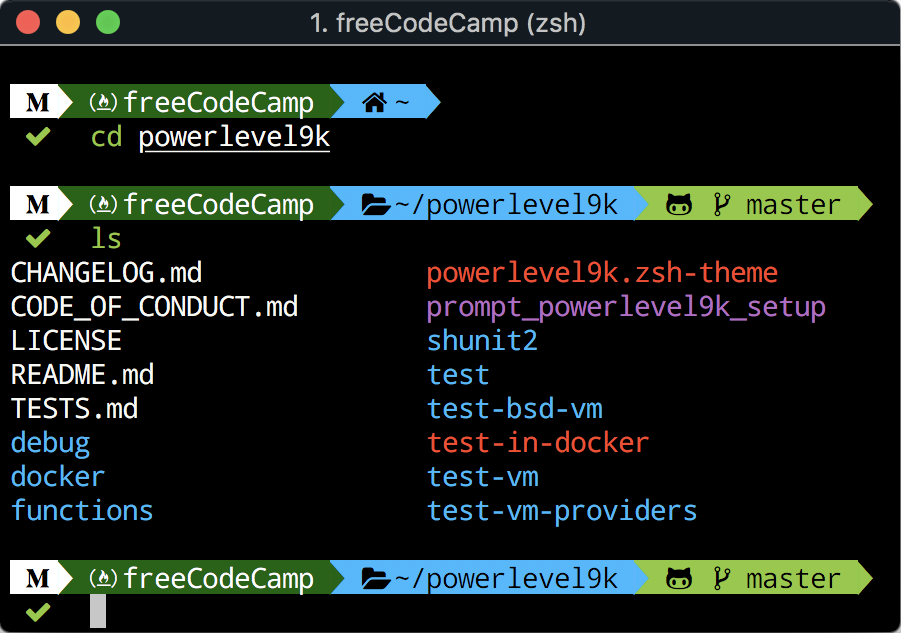 1. freeCodeCamp (zsh)
M (🔥) freeCodeCamp ~
✔ cd powerlevel9k
M (🔥) freeCodeCamp ~/powerlevel9k master
✔ ls
CHANGELOG.md powerlevel9k.zsh-theme
CODE_OF_CONDUCT.md prompt_powerlevel9k_setup
LICENSE shunit2
README.md test
TESTS.md test-bsd-vm
debug test-in-docker
docker test-vm
functions test-vm-providers
M (🔥) freeCodeCamp ~/powerlevel9k master
✔